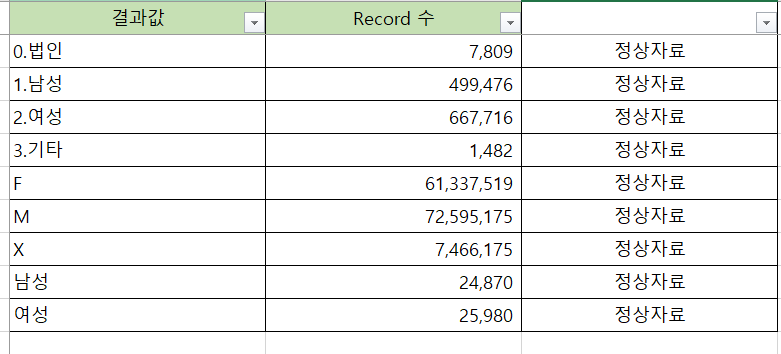 결과값 Record 수
0.법인 7,809 정상자료
1.남성 499,476 정상자료
2.여성 667,716 정상자료
3.기타 1,482 정상자료
F 61,337,519 정상자료
M 72,595,175 정상자료
X 7,466,175 정상자료
남성 24,870 정상자료
여성 25,980 정상자료